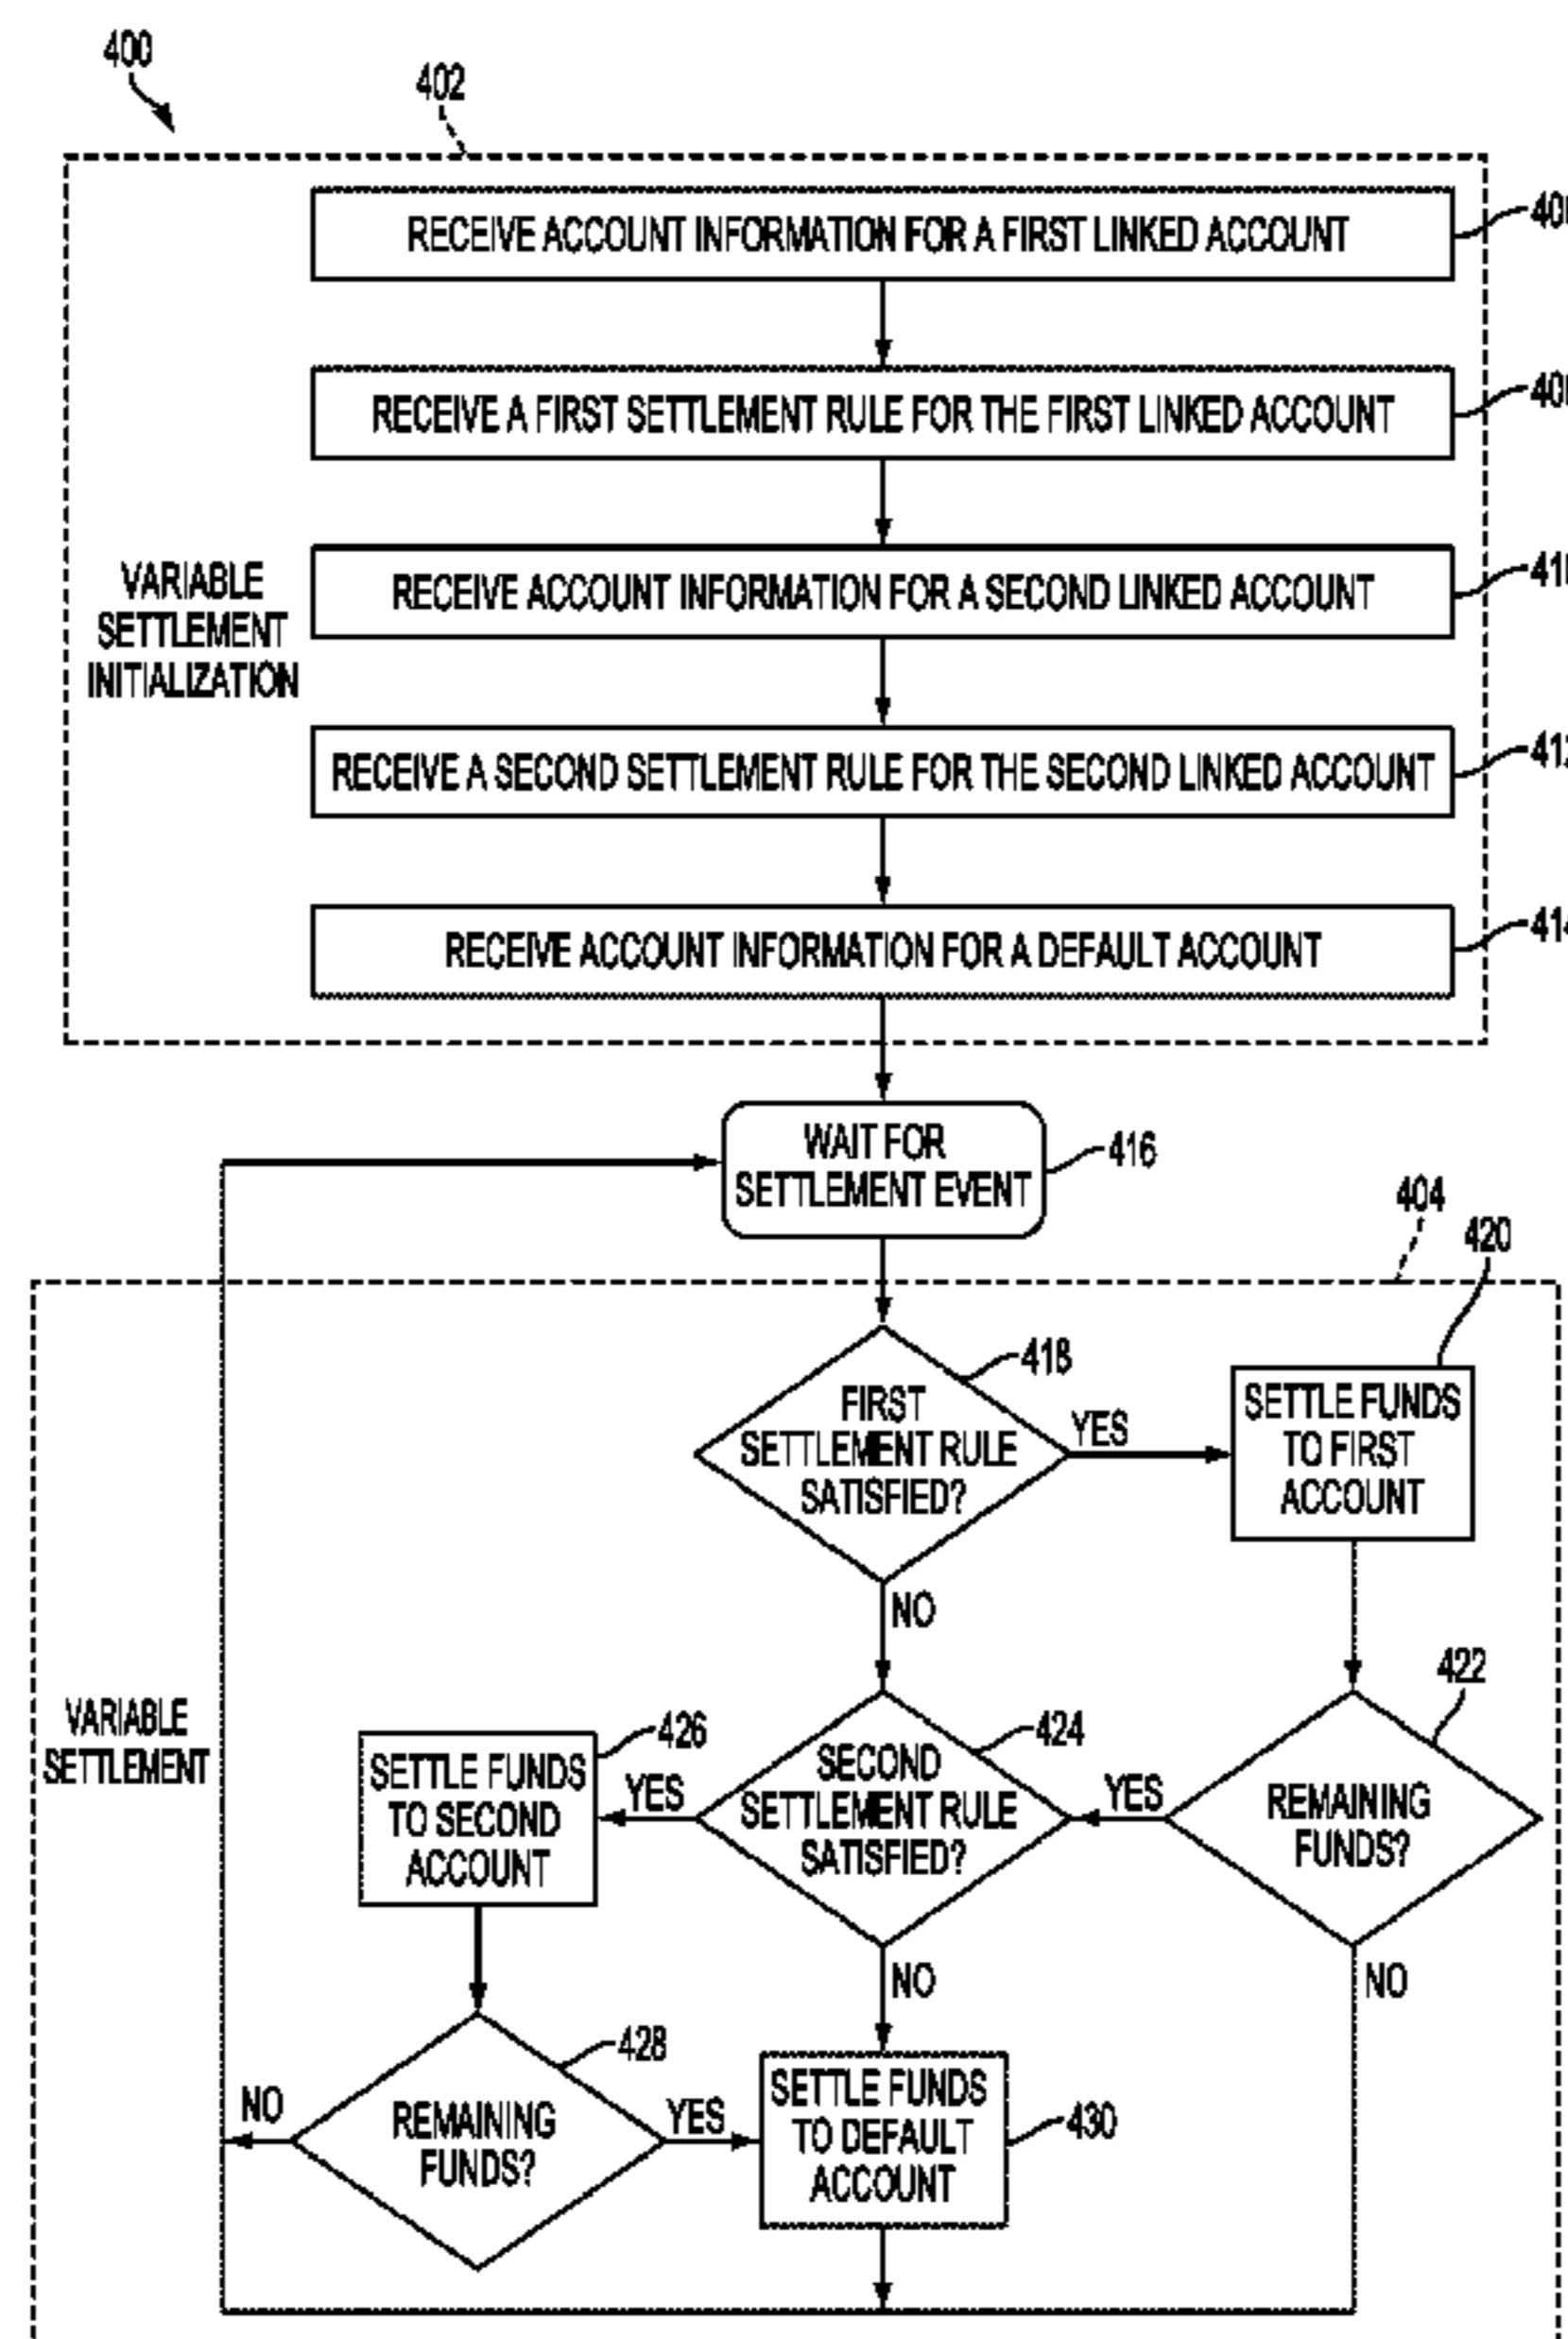 400
402
RECEIVE ACCOUNT INFORMATION FOR A FIRST LINKED ACCOUNT
RECEIVE A FIRST SETTLEMENT RULE FOR THE FIRST LINKED ACCOUNT
VARIABLE
SETTLEMENT
INITIALIZATION
RECEIVE ACCOUNT INFORMATION FOR A SECOND LINKED ACCOUNT
RECEIVE A SECOND SETTLEMENT RULE FOR THE SECOND LINKED ACCOUNT
412
RECEIVE ACCOUNT INFORMATION FOR A DEFAULT ACCOUNT
414
WAIT FOR
SETTLEMENT EVENT
416
404
420
418
FIRST
SETTLEMENT RULE
SATISFIED?
YES
SETTLE FUNDS
TO FIRST
ACCOUNT
NO
422
VARIABLE
SETTLEMENT
426
SETTLE FUNDS
TO SECOND
ACCOUNT
YES
424
SECOND
SETTLEMENT RULE
SATISFIED?
YES
REMAINING
FUNDS?
NO
NO
428
NO
REMAINING
FUNDS?
YES
SETTLE FUNDS
TO DEFAULT
ACCOUNT
430